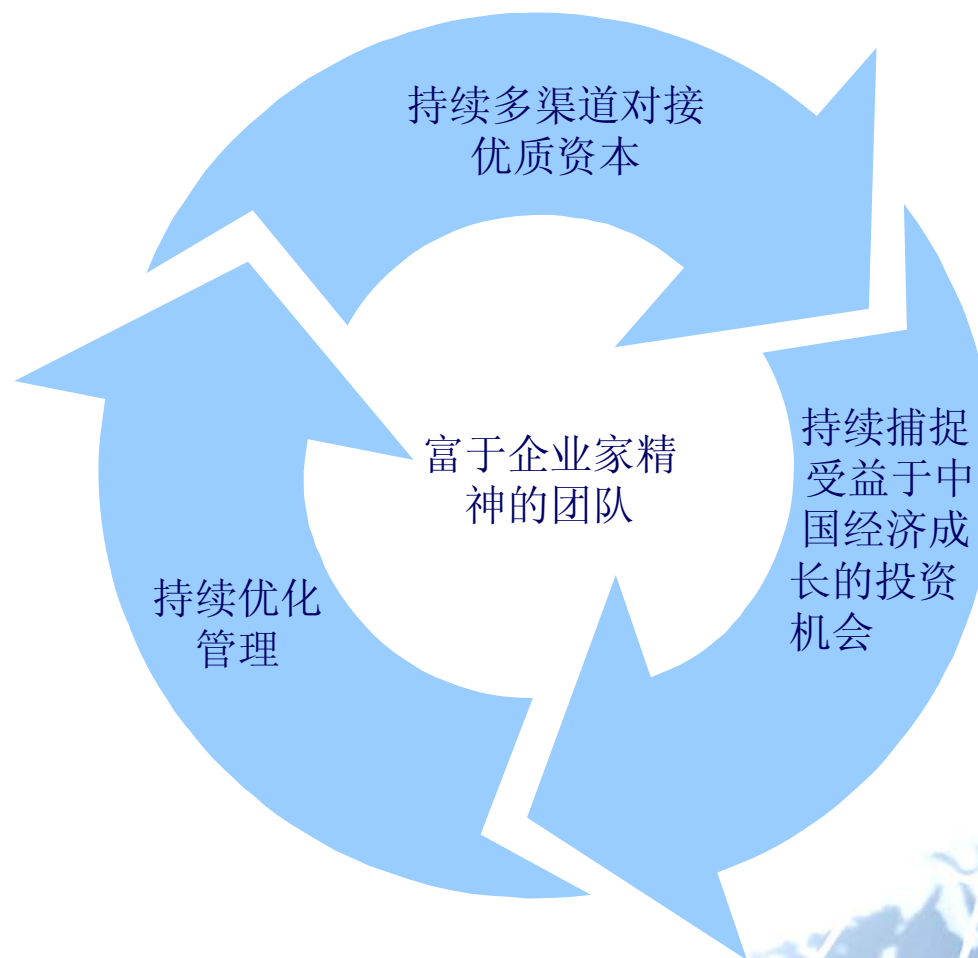 持续多渠道对接
优质资本
持续捕捉
受益于中
国经济成
长的投资
机会
富于企业家精
神的团队
持续优化
管理